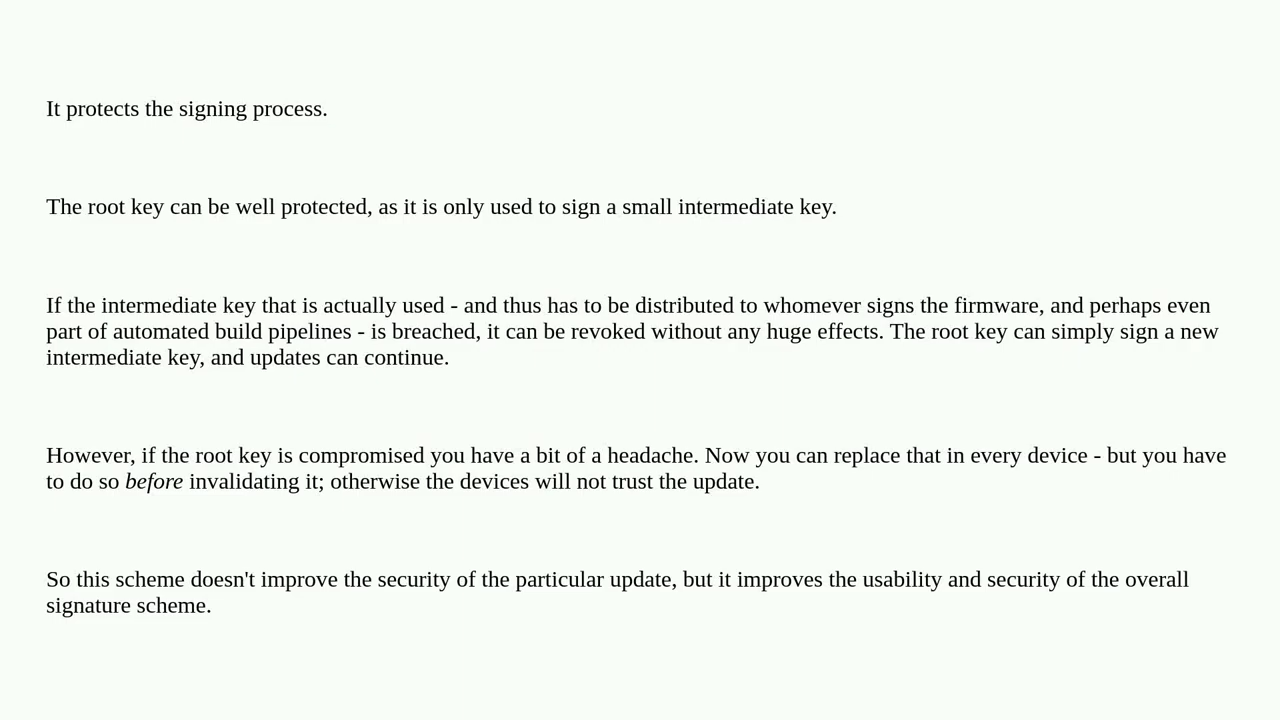 It protects the signing process.
The root key can be well protected, as it is only used to sign a small intermediate key.
If the intermediate key that is actually used - and thus has to be distributed to whomever signs the firmware, and perhaps even
part of automated build pipelines - is breached, it can be revoked without any huge effects. The root key can simply sign a new
intermediate key, and updates can continue.
However, if the root key is compromised you have a bit of a headache. Now you can replace that in every device - but you have
to do so before invalidating it; otherwise the devices will not trust the update.
So this scheme doesn't improve the security of the particular update, but it improves the usability and security of the overall
signature scheme.